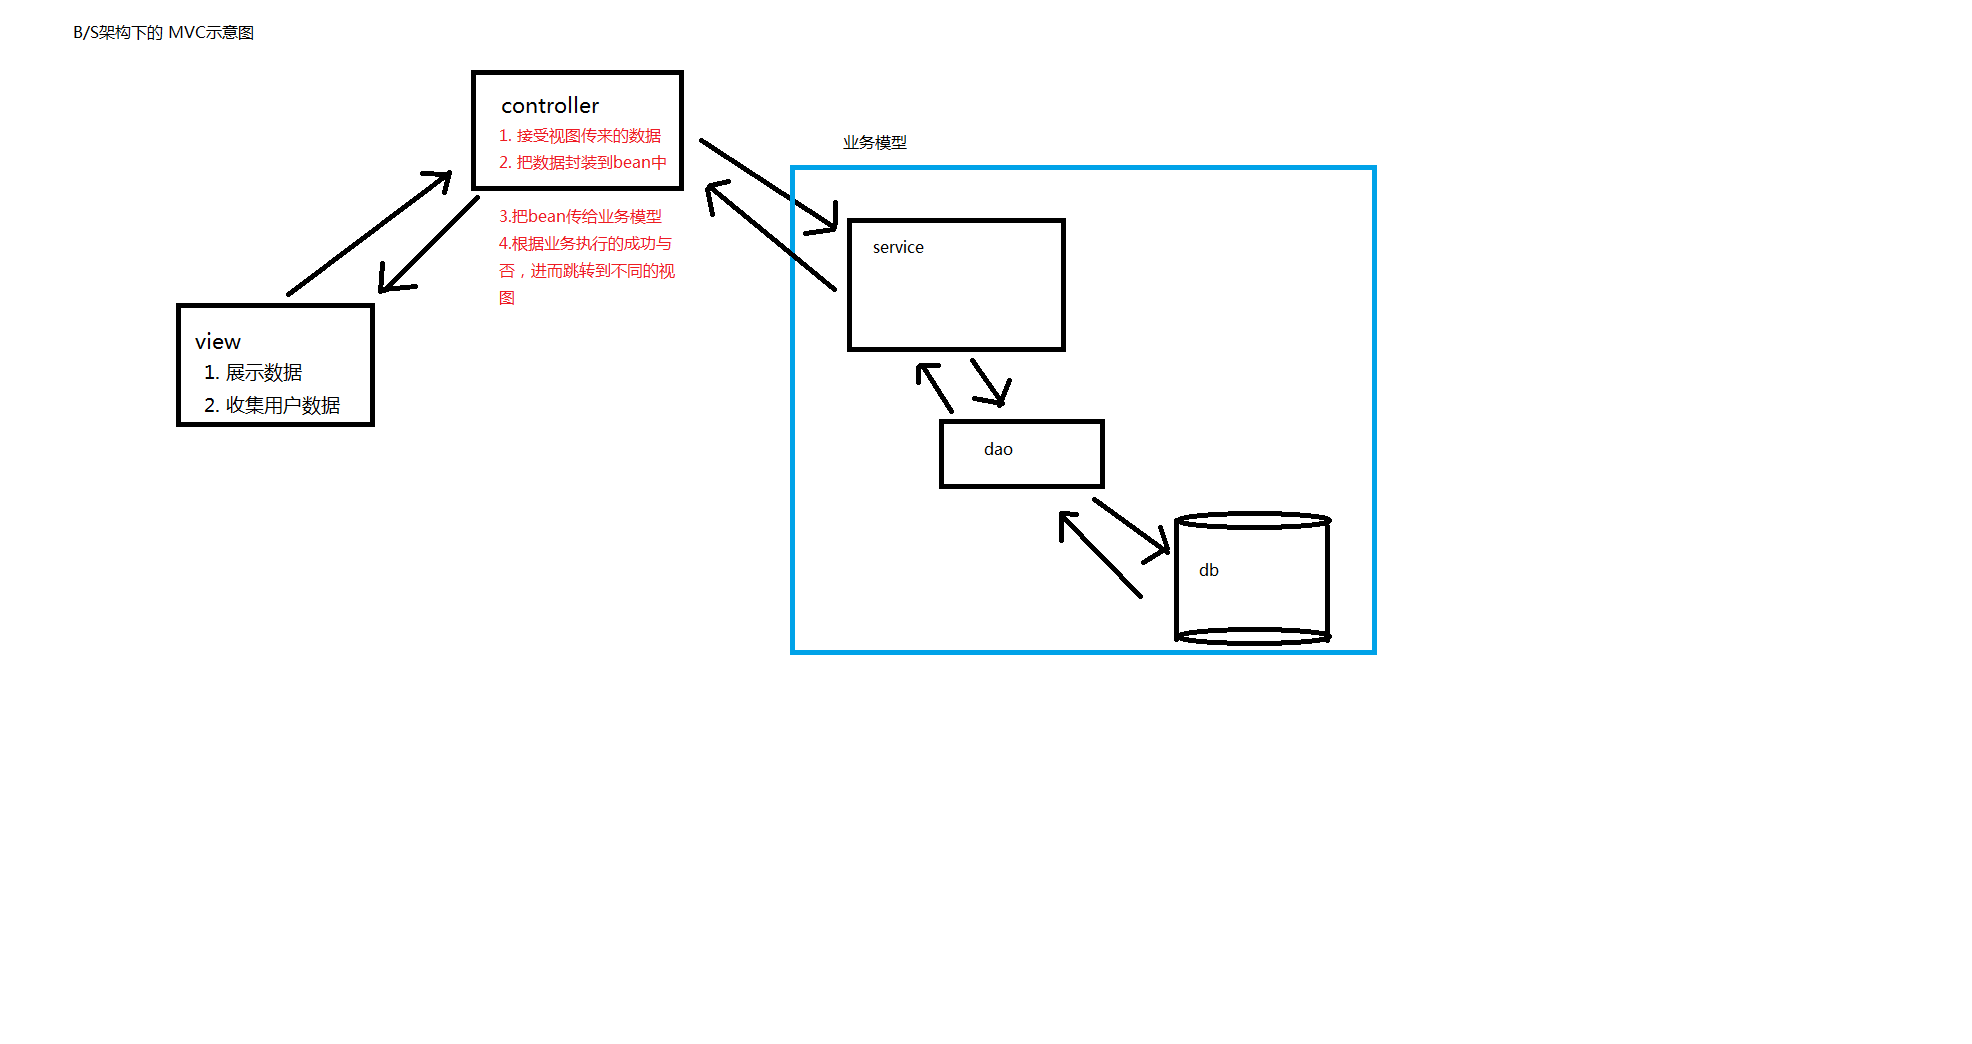 B/S架构下的 MVC示意图
controller
1. 接受视图传来的数据
2. 把数据封装到bean中
3.把bean传给业务模型
4.根据业务执行的成功与
否，进而跳转到不同的视
图
view
1. 展示数据
2. 收集用户数据
业务模型
service
dao
db